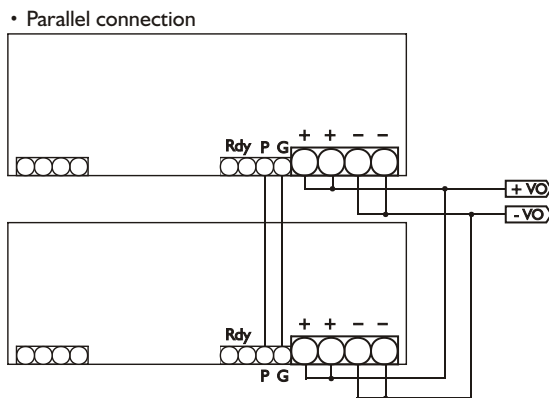 • Parallel connection
+ + − −
Rdy P G
+ VO
- VO
+ + − −
Rdy
P G